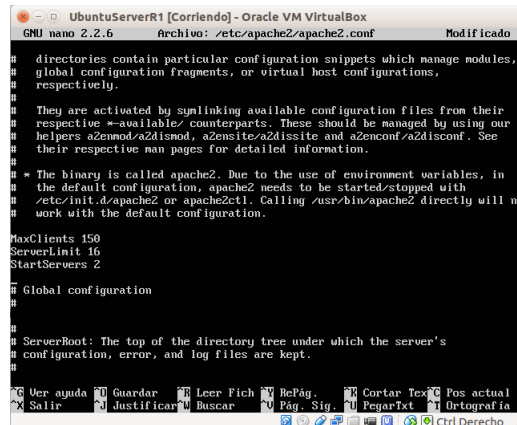 UbuntuServerR1 [Corriendo] - Oracle VM VirtualBox
GNU nano 2.2.6 Archivo: /etc/apache2/apache2.conf Modificado
# directories contain particular configuration snippets which manage modules,
# global configuration fragments, or virtual host configurations,
# respectively.
#
# They are activated by symlinking available configuration files from their
# respective *-available/ counterparts. These should be managed by using our
# helpers a2enmod/a2dismod, a2ensite/a2dissite and a2enconf/a2disconf. See
# their respective man pages for detailed information.
#
# * The binary is called apache2. Due to the use of environment variables, in
# the default configuration, apache2 needs to be started/stopped with
# /etc/init.d/apache2 or apache2ctl. Calling /usr/bin/apache2 directly will n
# work with the default configuration.
MaxClients 150
ServerLimit 16
StartServers 2
# Global configuration
#
#
# ServerRoot: The top of the directory tree under which the server's
# configuration, error, and log files are kept.
#
^G Ver ayuda ^O Guardar ^R Leer Fich ^Y RePág. ^K Cortar Tex ^C Pos actual
^X Salir ^J Justificar ^W Buscar ^V Pág. Sig. ^U PegarTxt ^T Ortografía
Ctrl Derecho